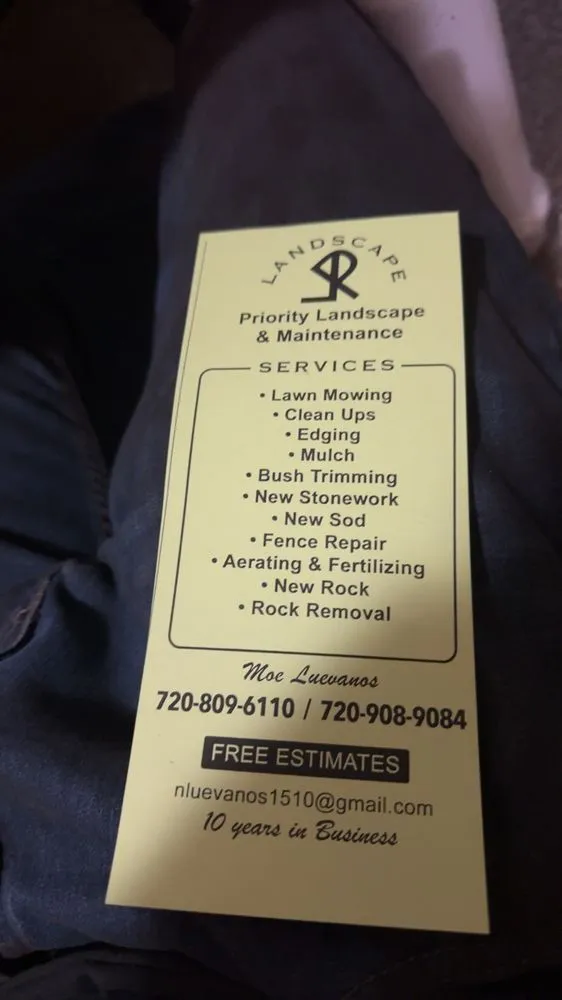 LANDSCAPE
Priority Landscape
& Maintenance
SERVICES
• Lawn Mowing
• Clean Ups
• Edging
• Mulch
• Bush Trimming
• New Stonework
• New Sod
• Fence Repair
• Aerating & Fertilizing
• New Rock
• Rock Removal
Moe Luevanos
720-809-6110 / 720-908-9084
FREE ESTIMATES
nluevanos1510@gmail.com
10 years in Business